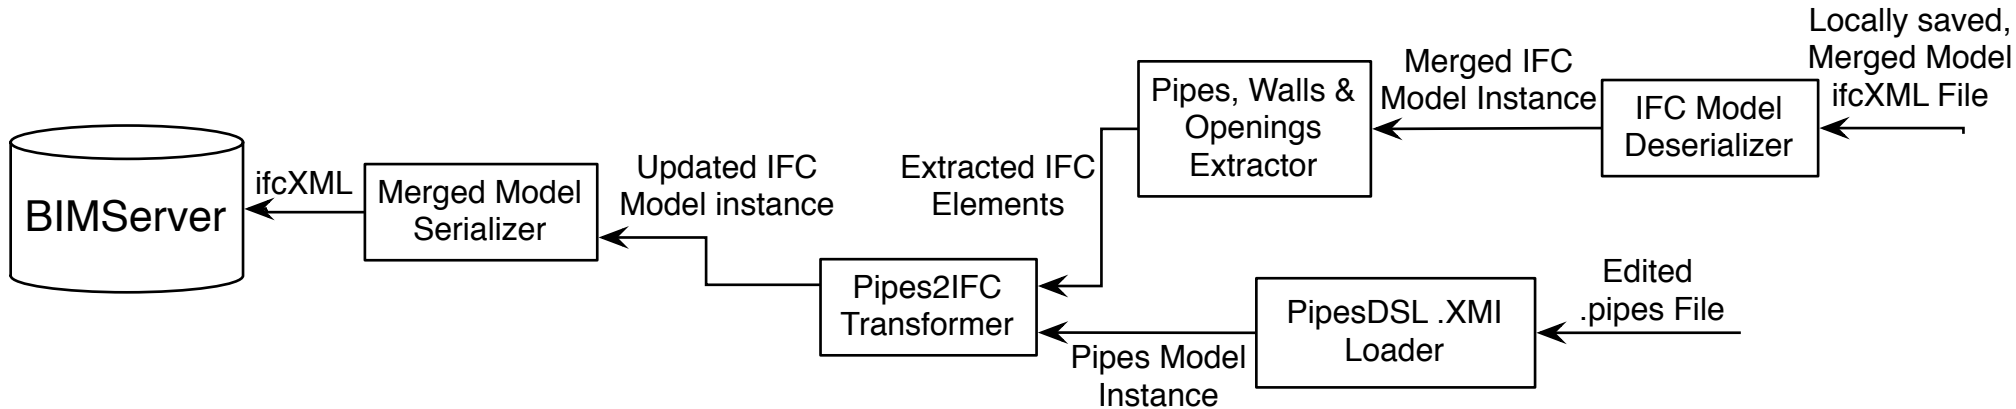 Locally saved,
Merged Model
ifcXML File
Merged IFC
Model Instance
IFC Model
Deserializer
Pipes, Walls &
Openings
Extractor
Extracted IFC
Elements
Updated IFC
Model instance
ifcXML
Merged Model
Serializer
BIMServer
Pipes2IFC
Transformer
Pipes Model
Instance
PipesDSL .XMI
Loader
Edited
.pipes File